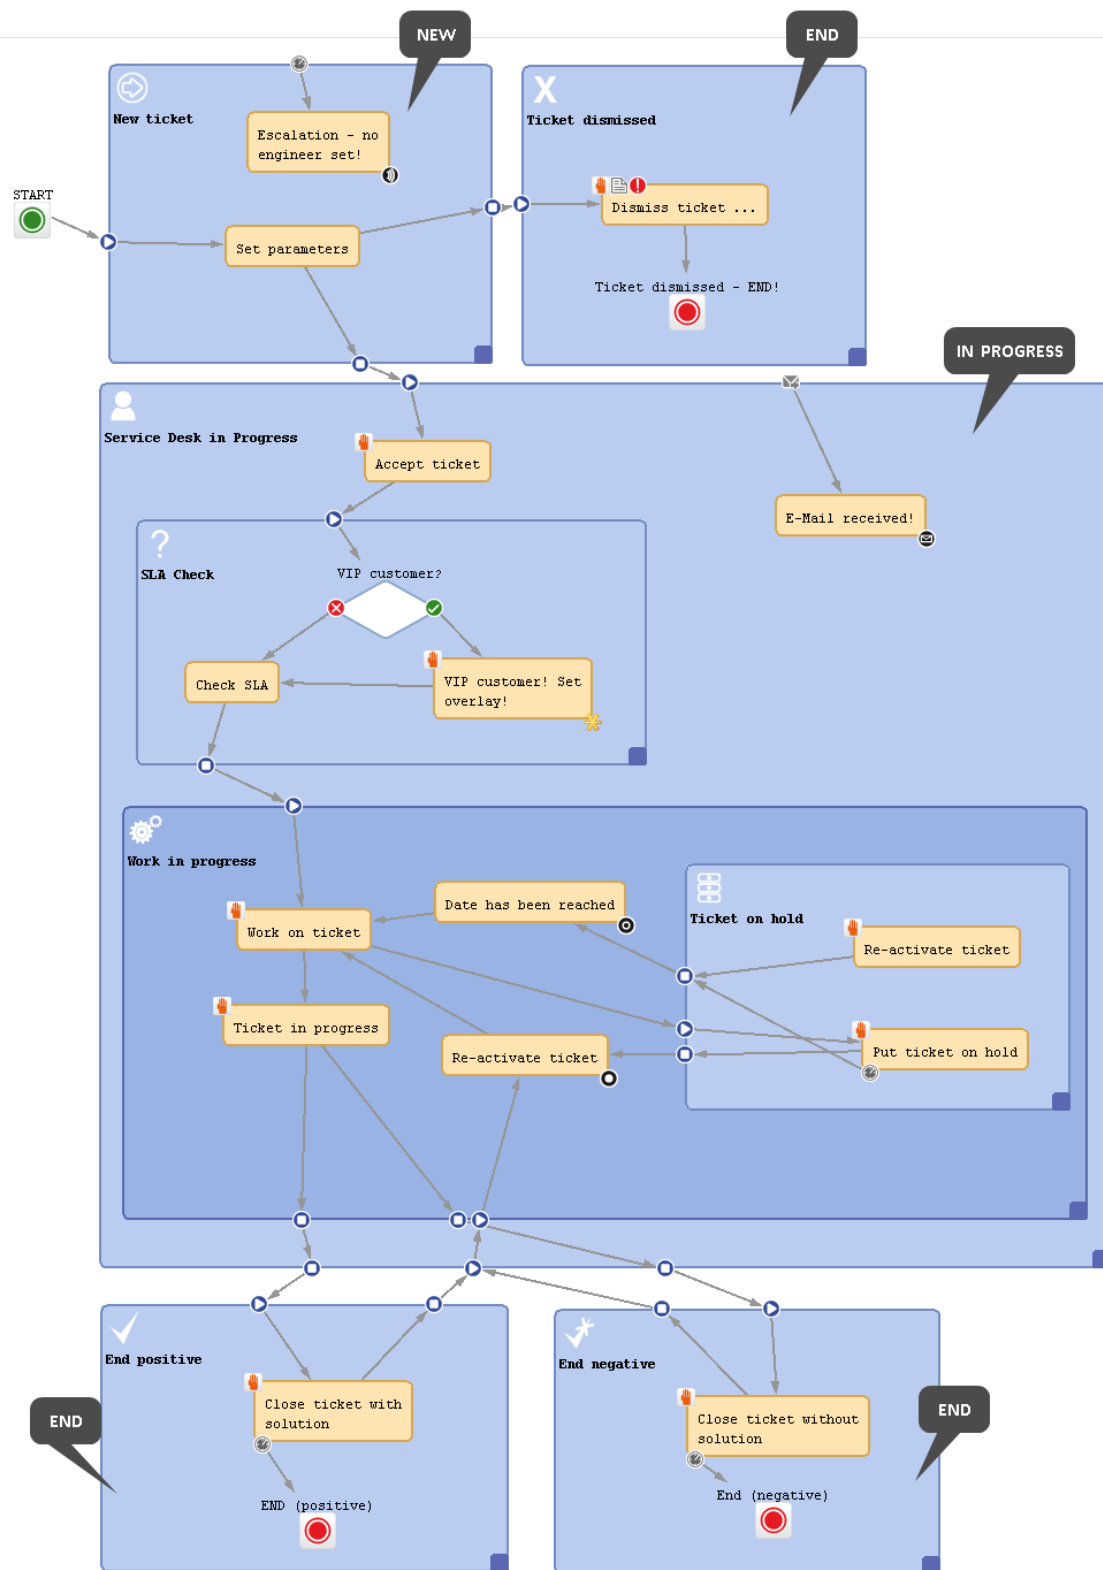 NEW
END
New ticket
Escalation - no
engineer set!
START
Set parameters
Ticket dismissed
Dismiss ticket ...
Ticket dismissed - END!
IN PROGRESS
Service Desk in Progress
Accept ticket
E-Mail received!
SLA Check
VIP customer?
Check SLA
VIP customer! Set
overlay!
Work in progress
Work on ticket
Date has been reached
Ticket on hold
Re-activate ticket
Ticket in progress
Re-activate ticket
Put ticket on hold
End positive
Close ticket with
solution
END
END (positive)
End negative
Close ticket without
solution
END
End (negative)